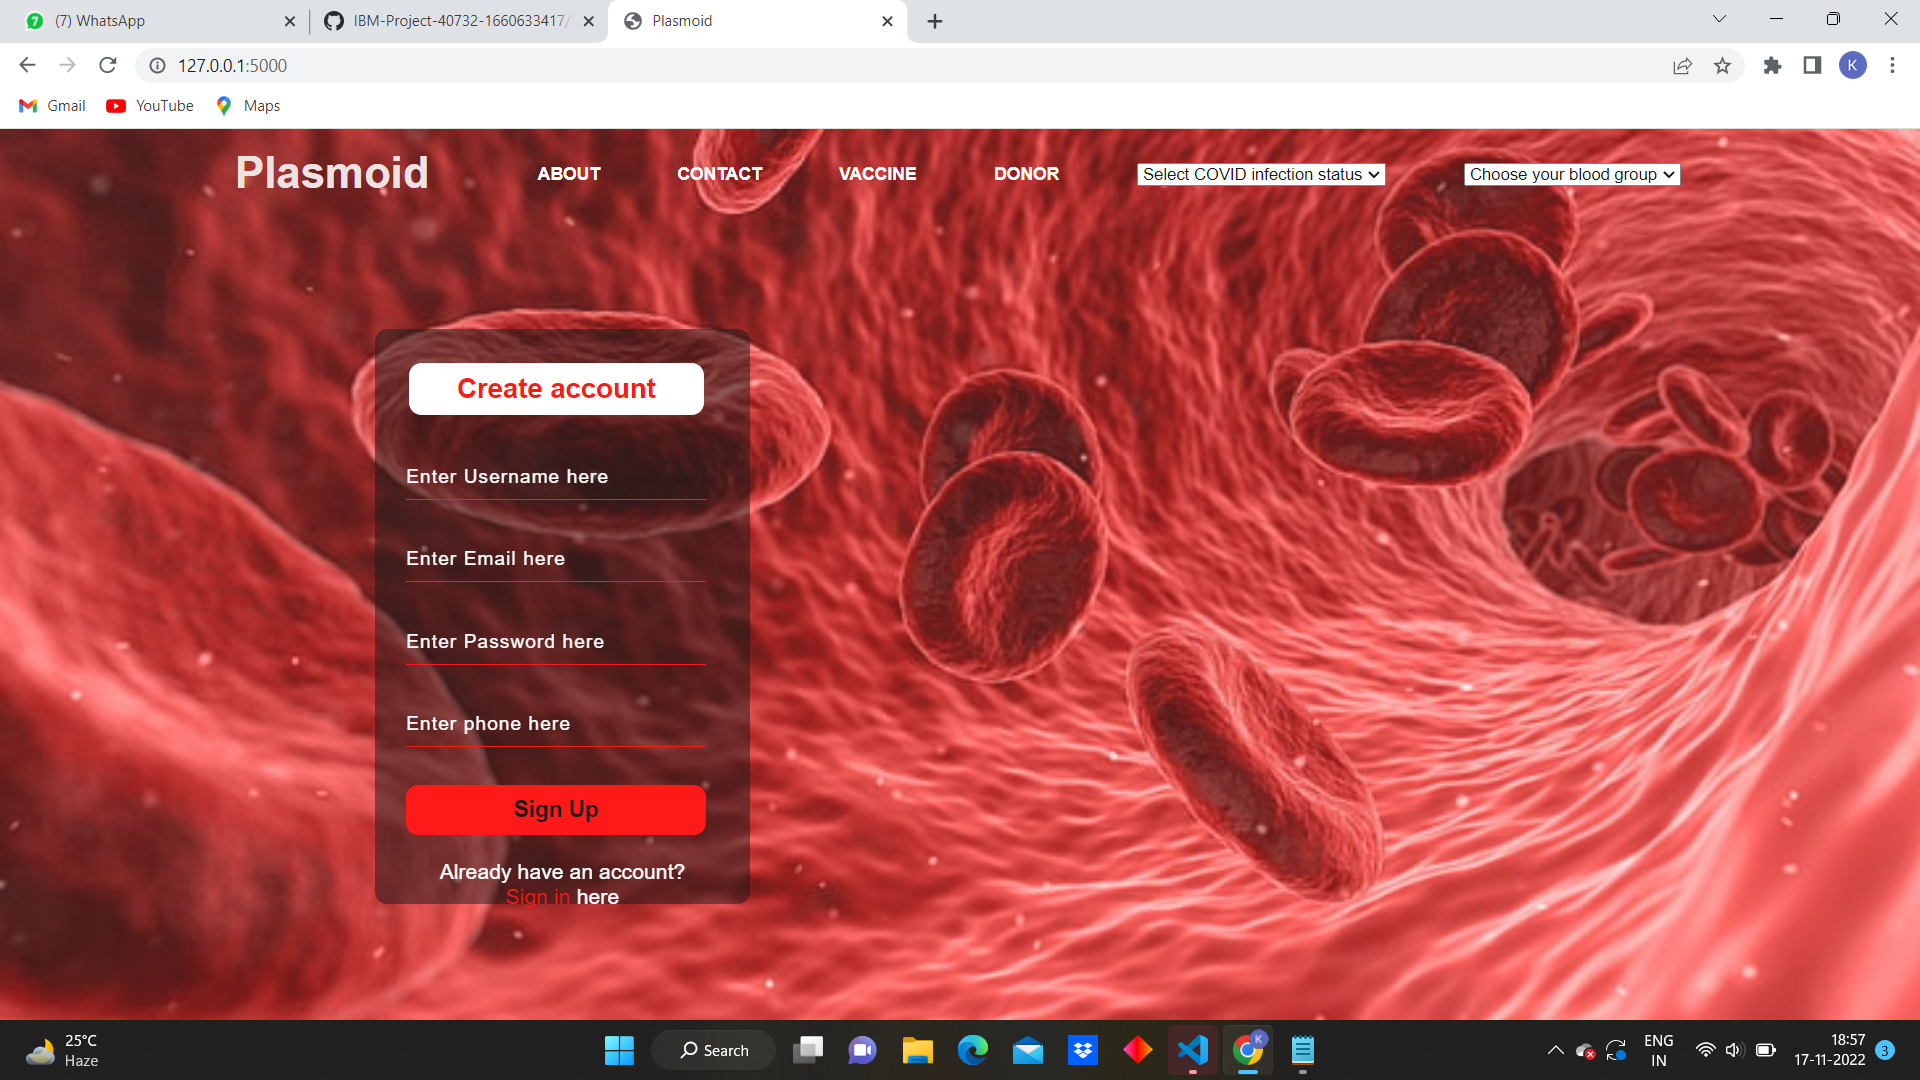 (7) WhatsApp
IBM-Project-40732-1660633417/
Plasmoid
127.0.0.1:5000
K
Gmail
YouTube
Maps
Plasmoid
ABOUT
CONTACT
VACCINE
DONOR
Select COVID infection status
Choose your blood group
Create account
Enter Username here
Enter Email here
Enter Password here
Enter phone here
Sign Up
Already have an account?
Sign in here
25°C
Haze
Search
K
ENG
IN
18:57
17-11-2022
3